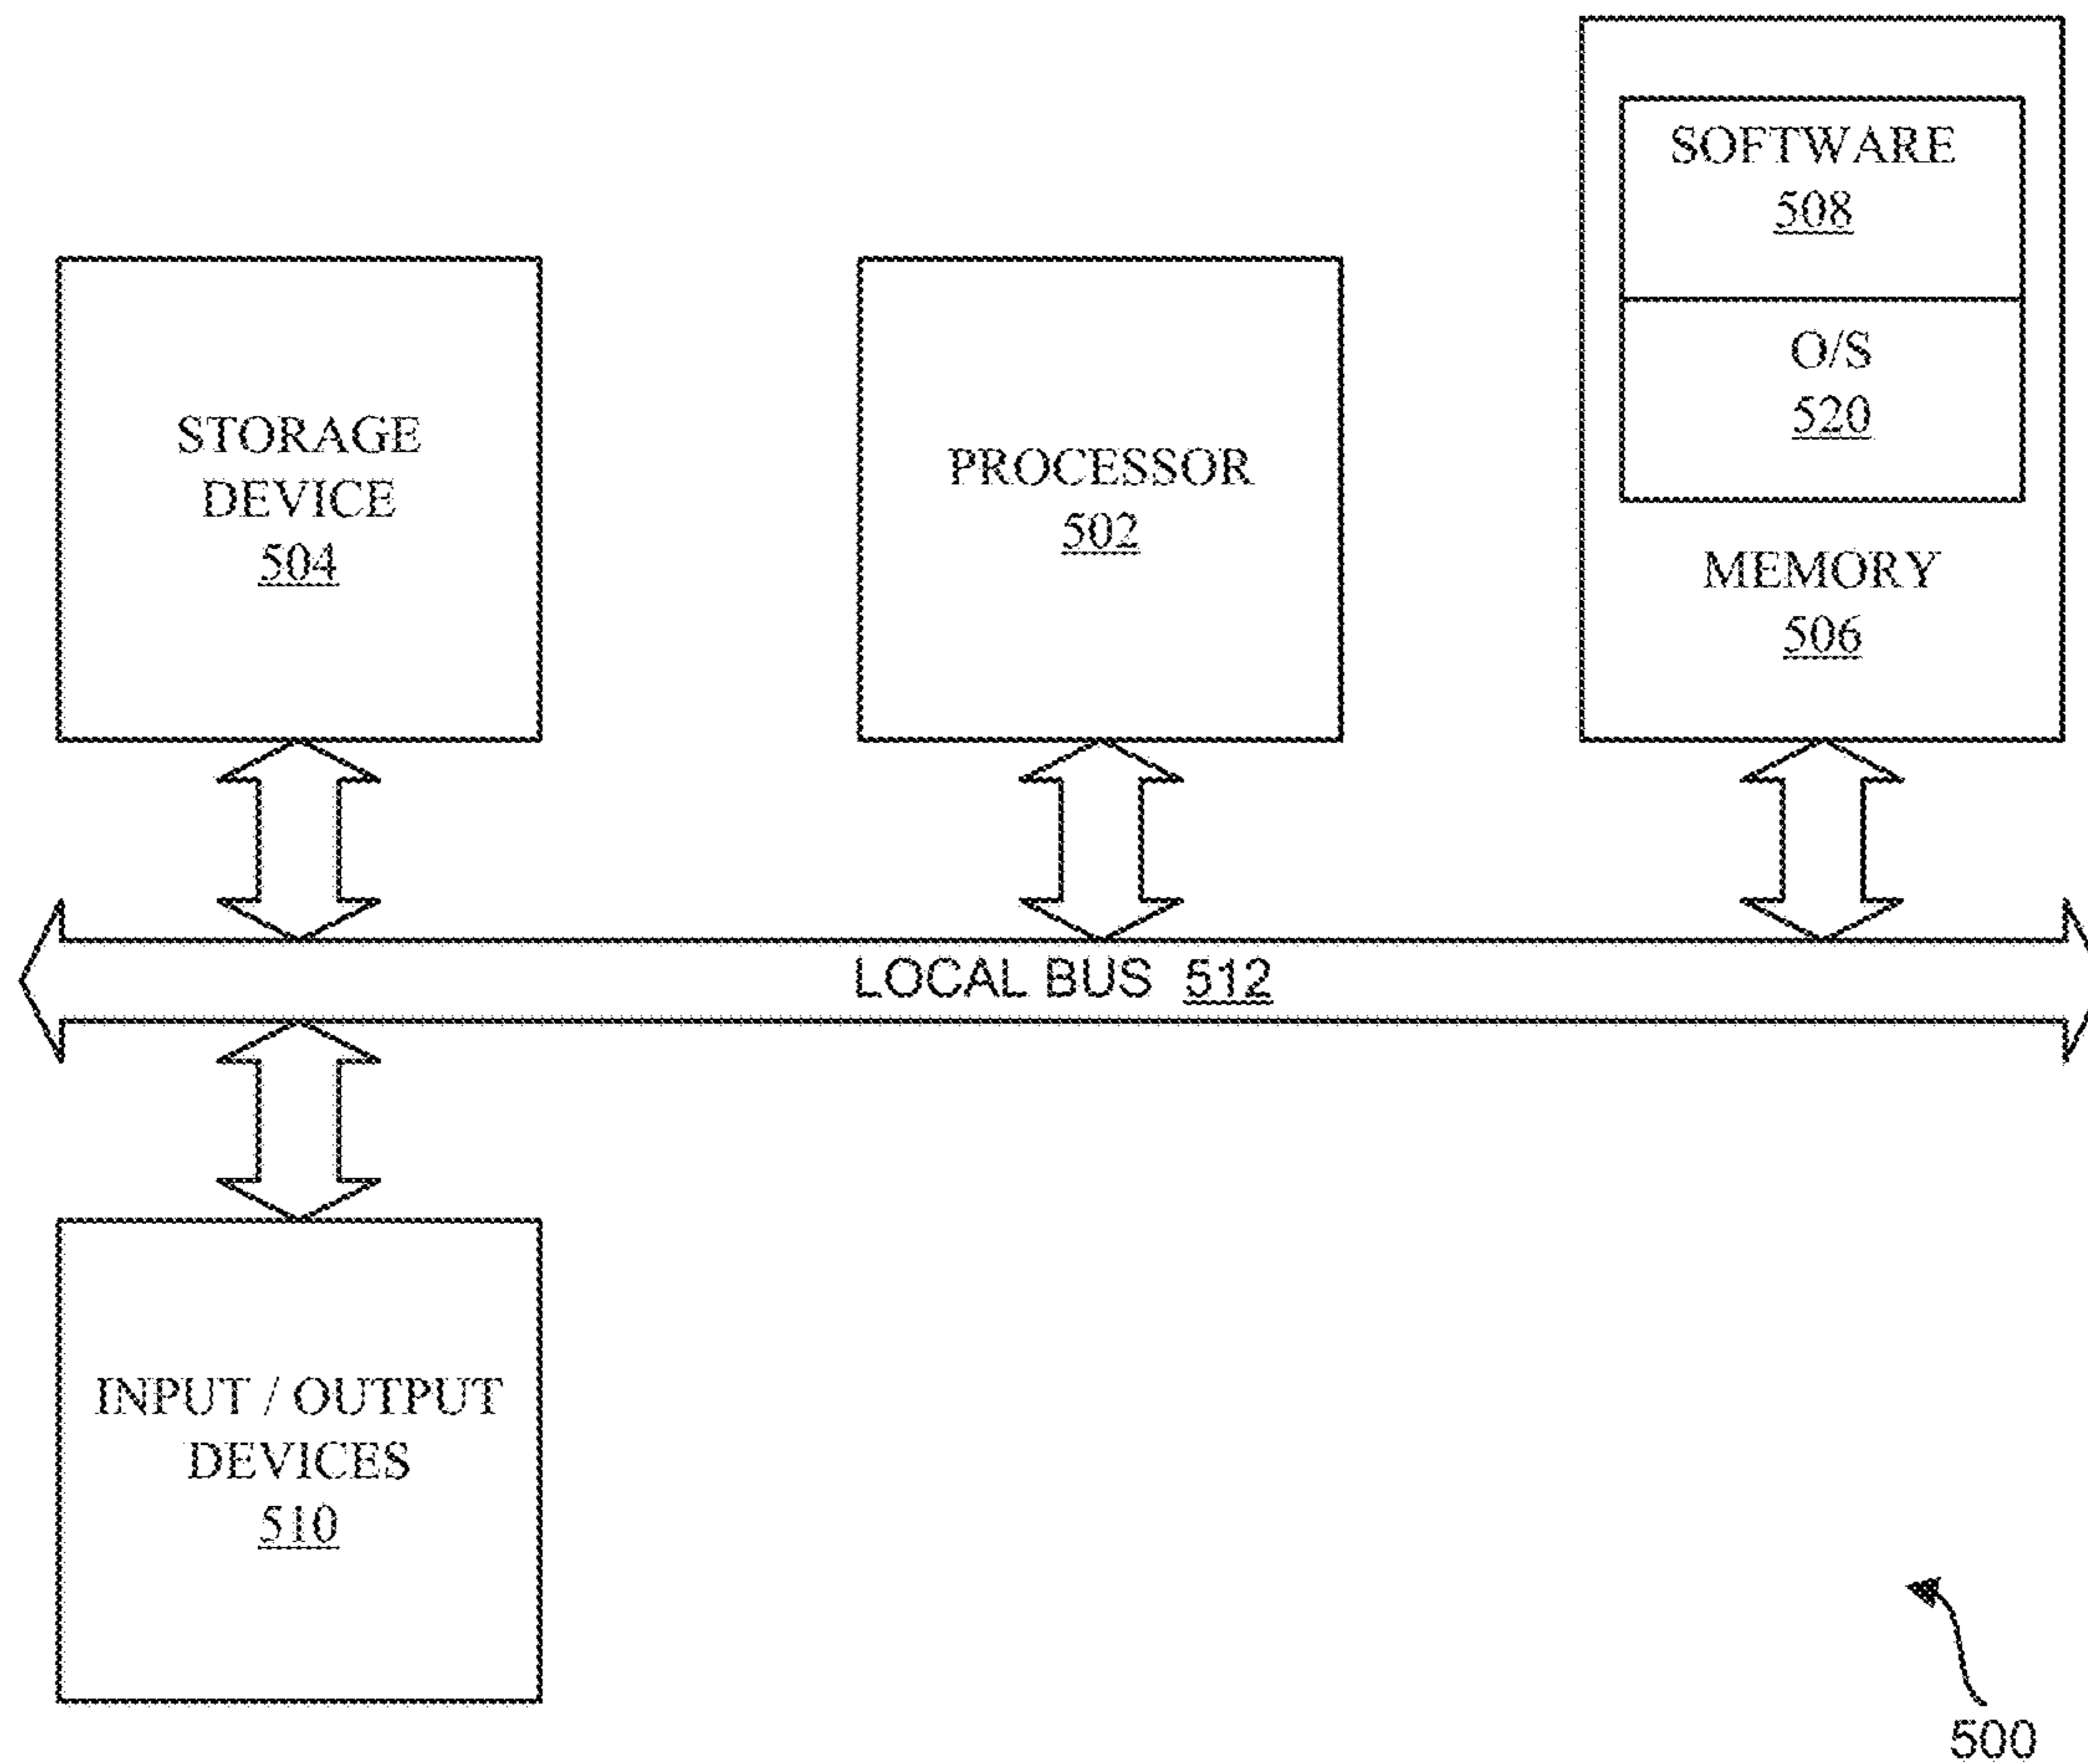 SOFTWARE
508
O/S
520
MEMORY
506
STORAGE
DEVICE
504
PROCESSOR
502
LOCAL BUS 512
INPUT / OUTPUT
DEVICES
510
500